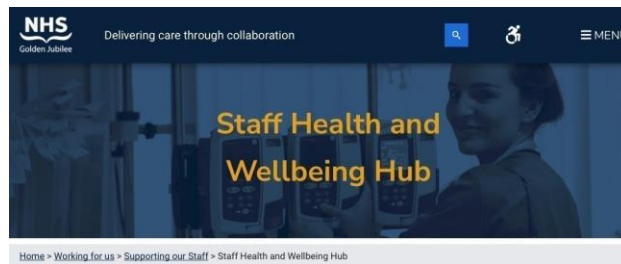 NHS
Golden Jubilee
Delivering care through collaboration
MENU
Staff Health and
Wellbeing Hub
Home > Working for us > Supporting our Staff > Staff Health and Wellbeing Hub